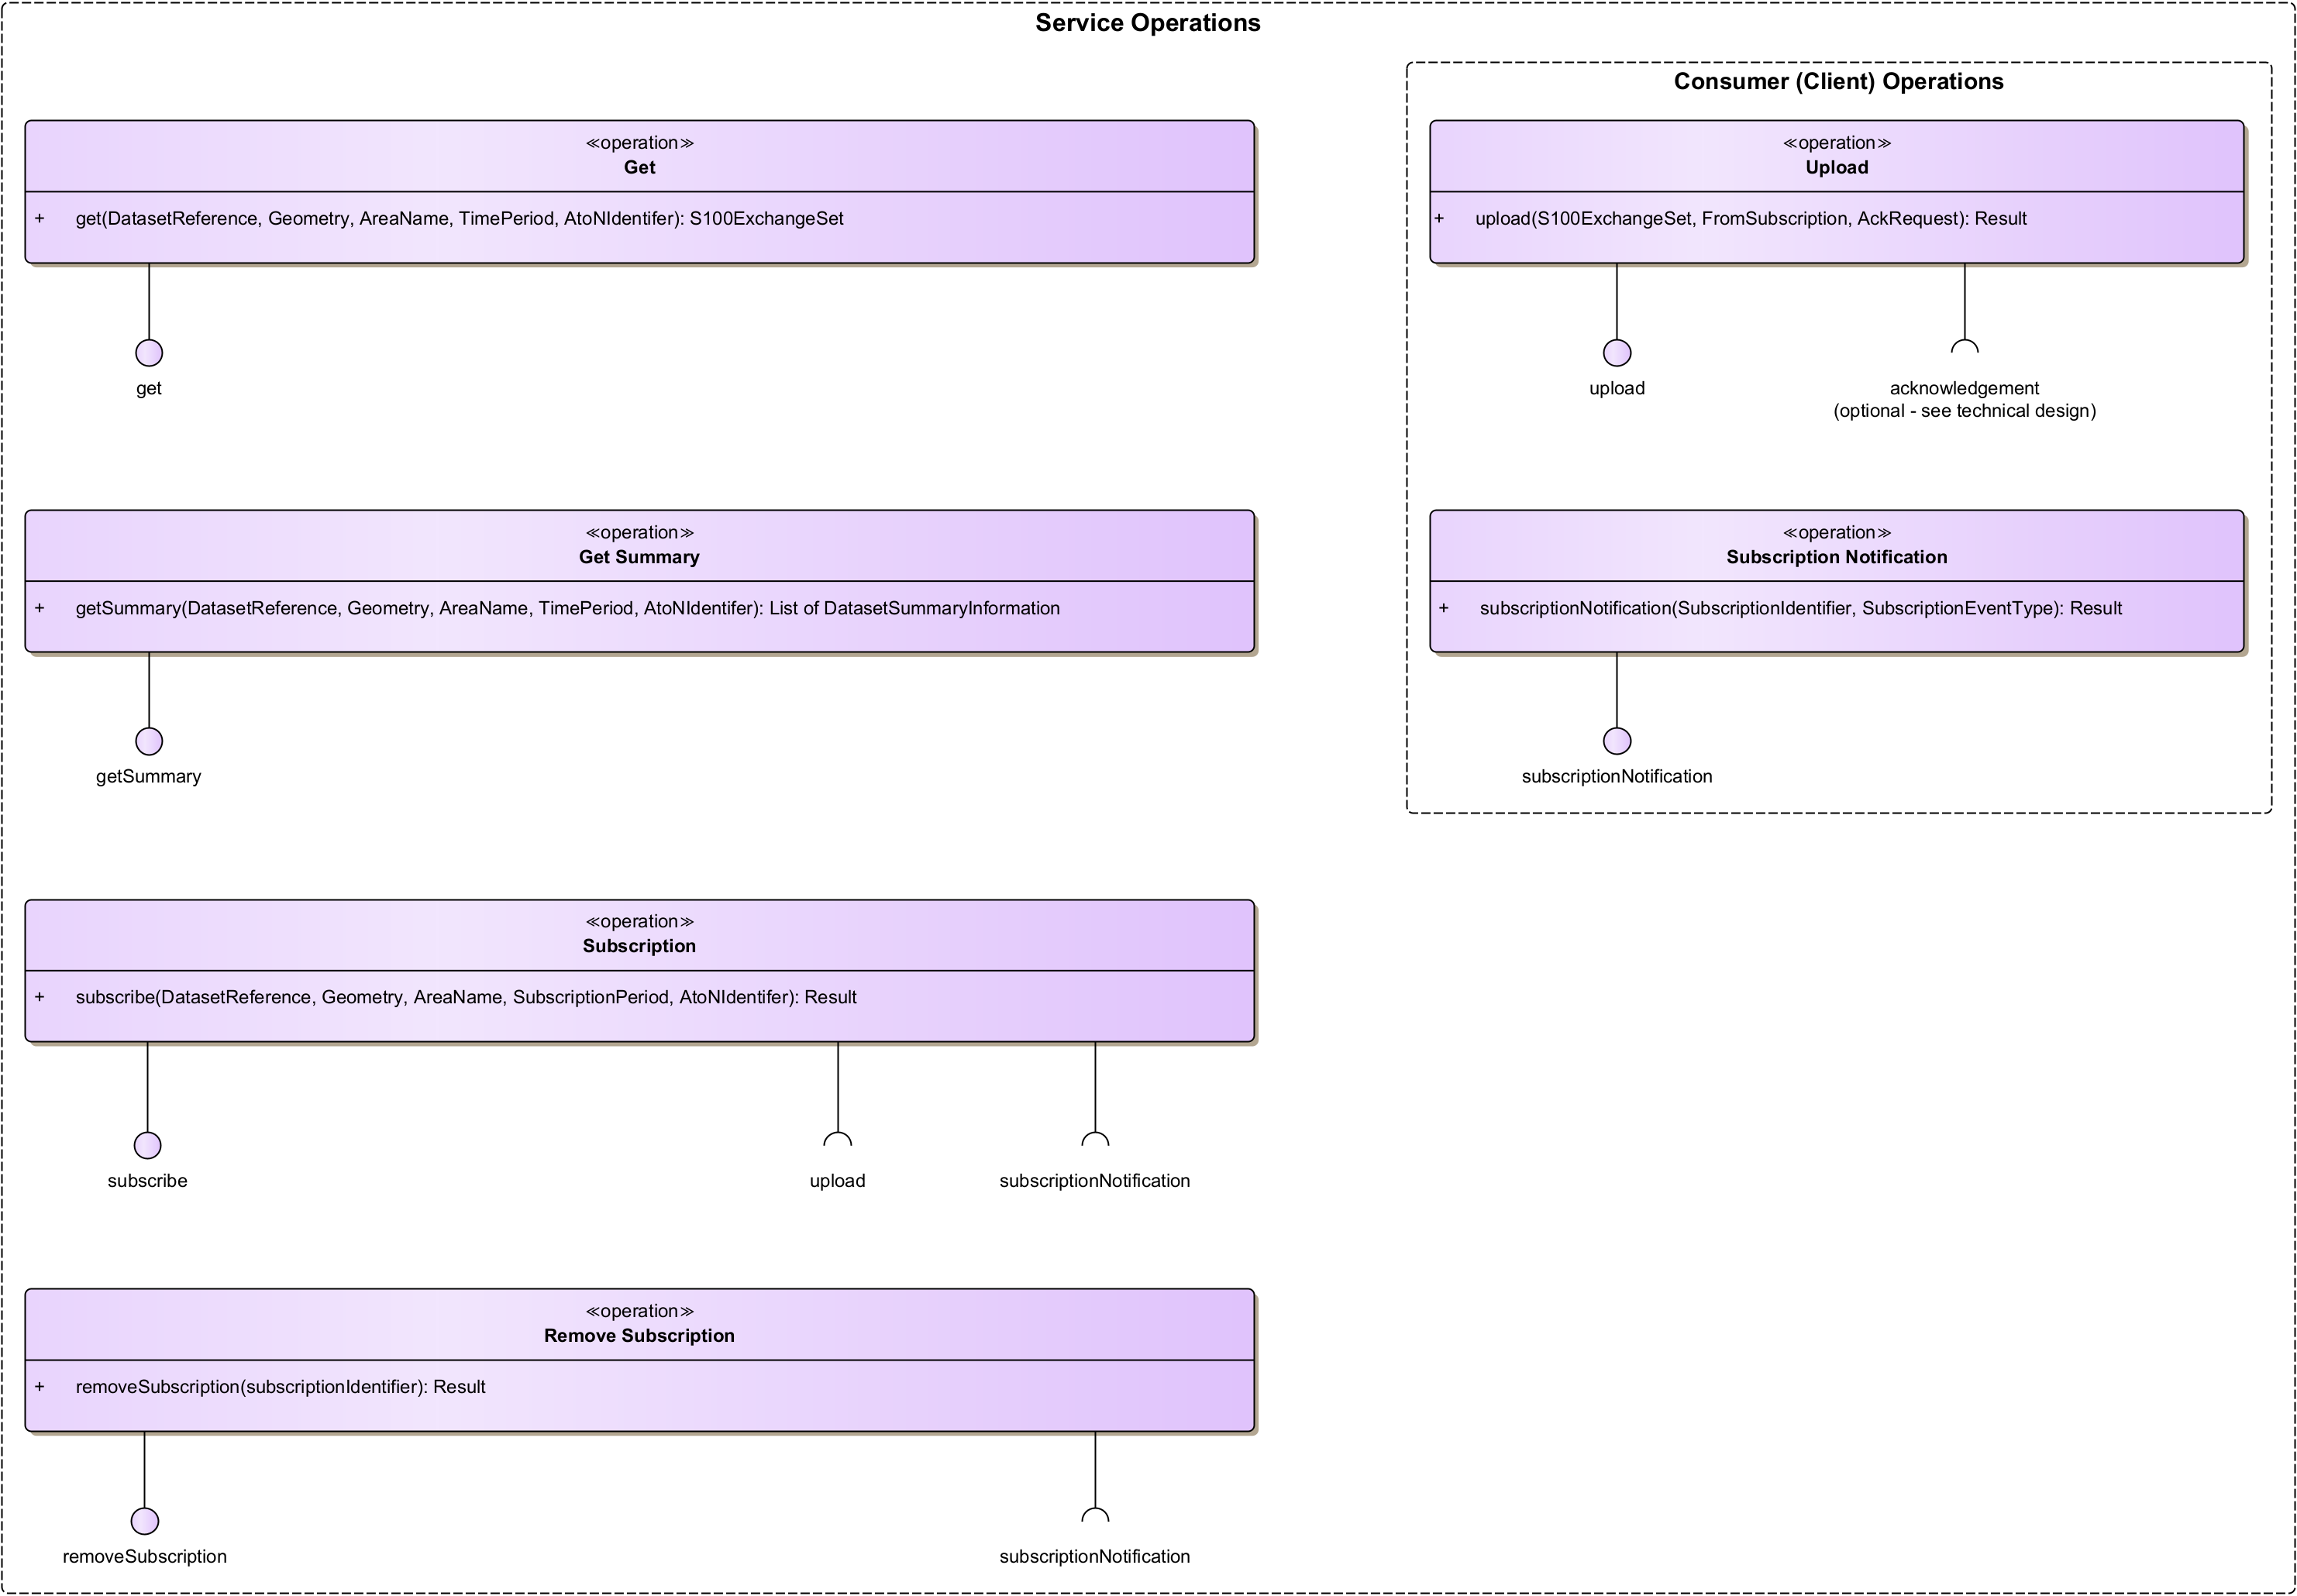 Service Operations
Consumer (Client) Operations
≪operation≫
Get
+ get(DatasetReference, Geometry, AreaName, TimePeriod, AtoNIdentifer): S100ExchangeSet
get
≪operation≫
Upload
+ upload(S100ExchangeSet, FromSubscription, AckRequest): Result
upload
acknowledgement
(optional - see technical design)
≪operation≫
Get Summary
+ getSummary(DatasetReference, Geometry, AreaName, TimePeriod, AtoNIdentifer): List of DatasetSummaryInformation
getSummary
≪operation≫
Subscription Notification
+ subscriptionNotification(SubscriptionIdentifier, SubscriptionEventType): Result
subscriptionNotification
≪operation≫
Subscription
+ subscribe(DatasetReference, Geometry, AreaName, SubscriptionPeriod, AtoNIdentifer): Result
subscribe
upload
subscriptionNotification
≪operation≫
Remove Subscription
+ removeSubscription(subscriptionIdentifier): Result
removeSubscription
subscriptionNotification